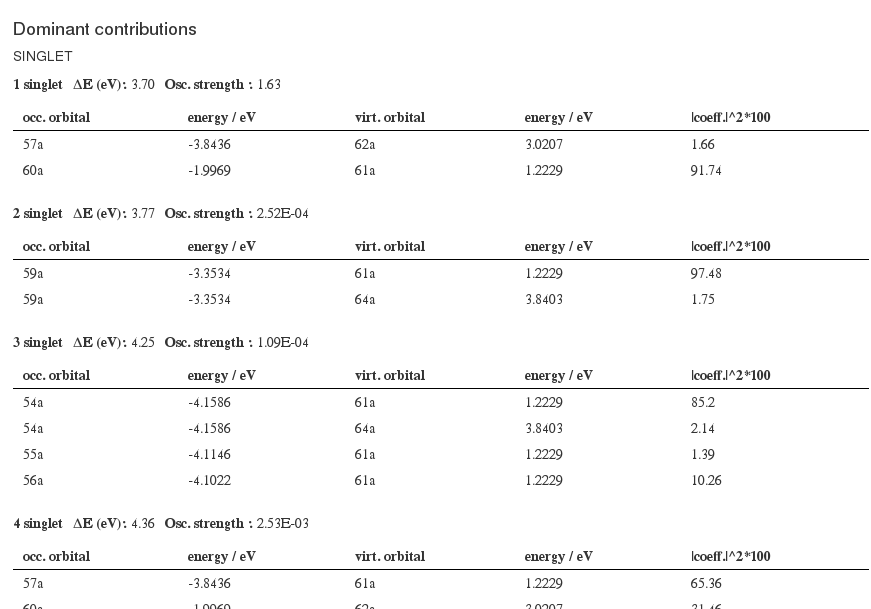 Dominant contributions
SINGLET
1 singlet ΔE (eV): 3.70 Osc. strength : 1.63
occ. orbital energy / eV virt. orbital energy / eV |coeff.|^2*100
57a -3.8436 62a 3.0207 1.66
60a -1.9969 61a 1.2229 91.74
2 singlet ΔE (eV): 3.77 Osc. strength : 2.52E-04
occ. orbital energy / eV virt. orbital energy / eV |coeff.|^2*100
59a -3.3534 61a 1.2229 97.48
59a -3.3534 64a 3.8403 1.75
3 singlet ΔE (eV): 4.25 Osc. strength : 1.09E-04
occ. orbital energy / eV virt. orbital energy / eV |coeff.|^2*100
54a -4.1586 61a 1.2229 85.2
54a -4.1586 64a 3.8403 2.14
55a -4.1146 61a 1.2229 1.39
56a -4.1022 61a 1.2229 10.26
4 singlet ΔE (eV): 4.36 Osc. strength : 2.53E-03
occ. orbital energy / eV virt. orbital energy / eV |coeff.|^2*100
57a -3.8436 61a 1.2229 65.36
60a -1.9969 62a 3.0207 31.46